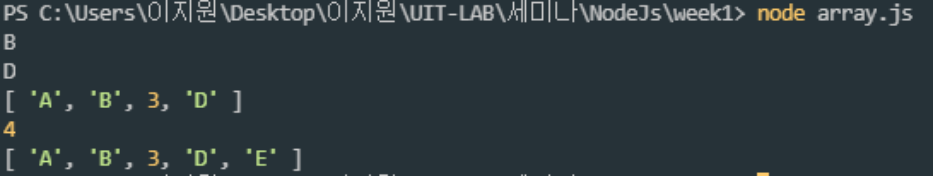 PS C:\Users\이지원\Desktop\이지원\UIT-LAB\세미나\NodeJs\week1> node array.js
B
D
[ 'A', 'B', 3, 'D' ]
4
[ 'A', 'B', 3, 'D', 'E' ]